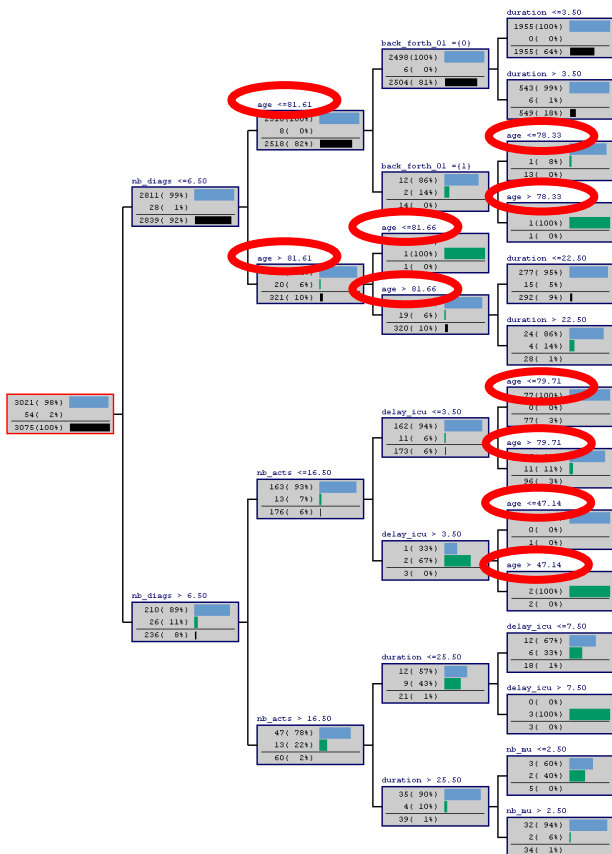 3021( 98%)
54( 2%)
3075(100%)
nb_diags <=6.50
2811( 99%)
28( 1%)
2839( 92%)
nb_diags > 6.50
210( 89%)
26( 11%)
236( 8%)
age <=81.61
8( 0%)
2518( 82%)
age > 81.61
20( 6%)
321( 10%)
nb_acts <=16.50
163( 93%)
13( 7%)
176( 6%)
nb_acts > 16.50
47( 78%)
13( 22%)
60( 2%)
back_forth_01 ={0}
2498(100%)
6( 0%)
2504( 81%)
back_forth_01 ={1}
12( 86%)
2( 14%)
14( 0%)
age <=81.66
1(100%)
1( 0%)
age > 81.66
19( 6%)
320( 10%)
delay_icu <=3.50
162( 94%)
11( 6%)
173( 6%)
delay_icu > 3.50
1( 33%)
2( 67%)
3( 0%)
duration <=25.50
12( 57%)
9( 43%)
21( 1%)
duration > 25.50
35( 90%)
4( 10%)
39( 1%)
duration <=3.50
1955(100%)
0( 0%)
1955( 64%)
duration > 3.50
543( 99%)
6( 1%)
549( 18%)
age <=78.33
1( 8%)
13( 0%)
age > 78.33
1(100%)
1( 0%)
duration <=22.50
277( 95%)
15( 5%)
292( 9%)
duration > 22.50
24( 86%)
4( 14%)
28( 1%)
age <=79.71
77(100%)
0( 0%)
77( 3%)
age > 79.71
11( 11%)
96( 3%)
age <=47.14
0( 0%)
1( 0%)
age > 47.14
2(100%)
2( 0%)
delay_icu <=7.50
12( 67%)
6( 33%)
18( 1%)
delay_icu > 7.50
0( 0%)
3(100%)
3( 0%)
nb_mu <=2.50
3( 60%)
2( 40%)
5( 0%)
nb_mu > 2.50
32( 94%)
2( 6%)
34( 1%)